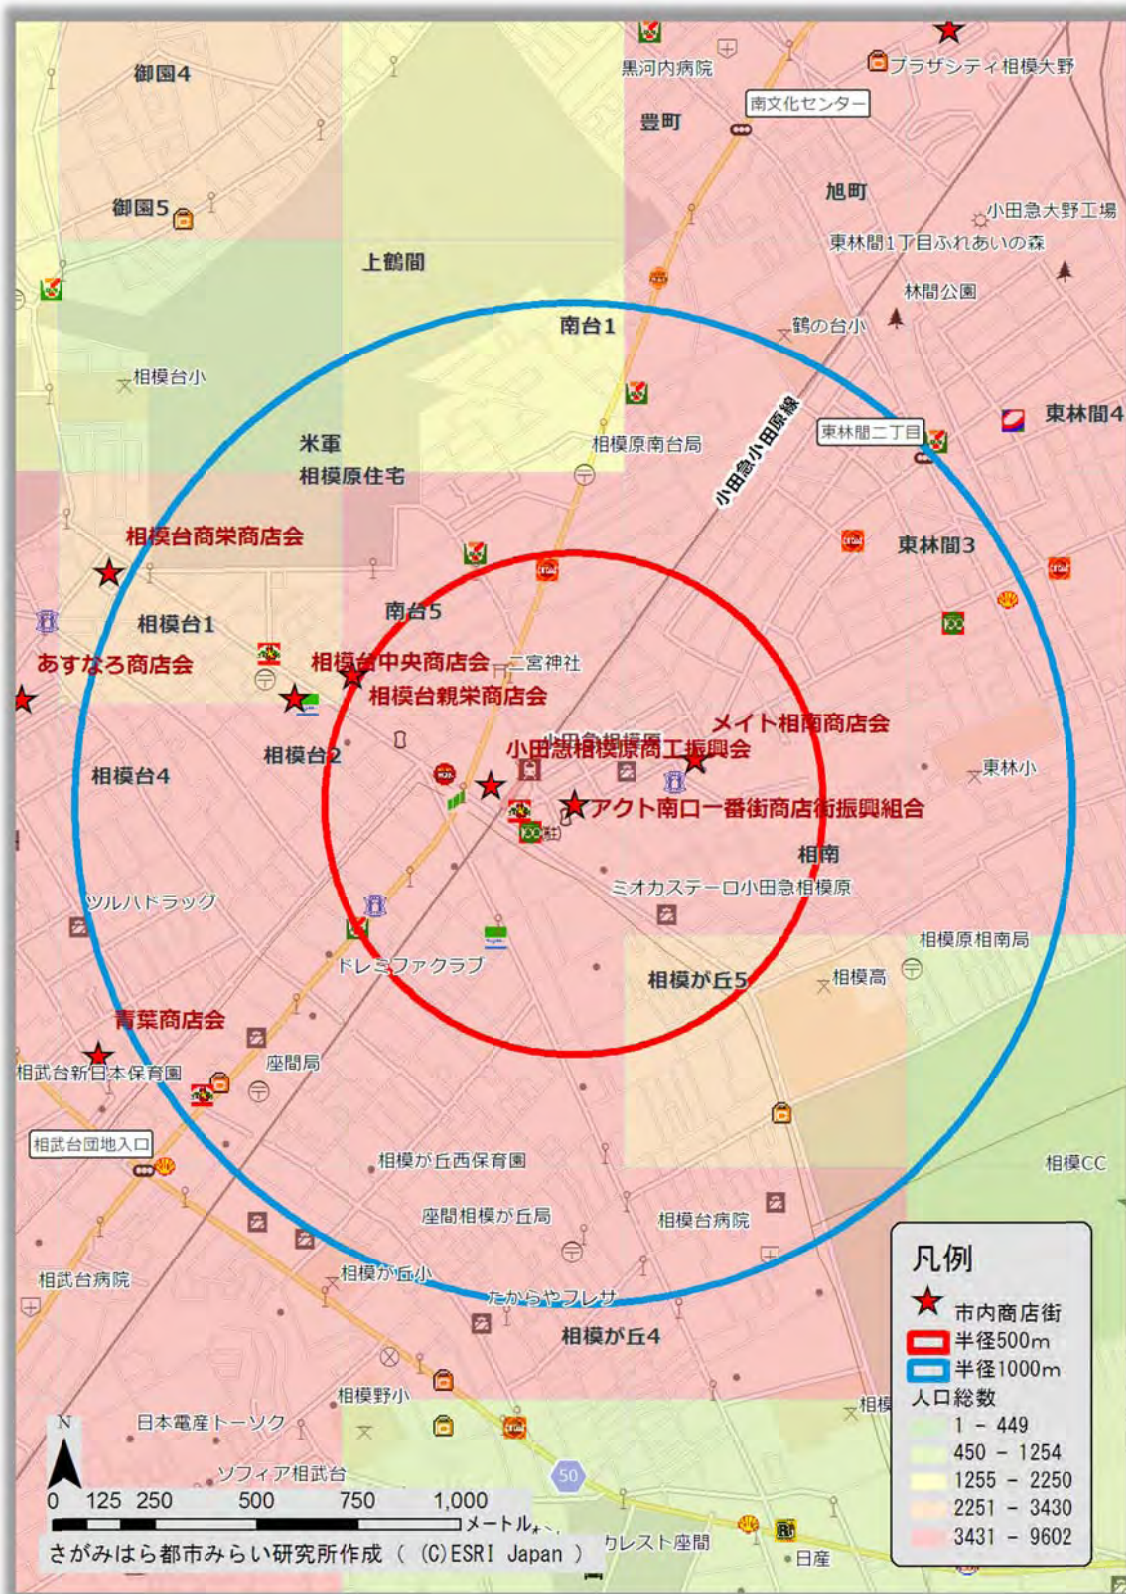 御園4
黒河内病院
プラザシティ相模大野
南文化センター
豊町
旭町
御園5
小田急大野工場
東林間1丁目ふれあいの森
上鶴間
林間公園
南台1
鶴の台小
相模台小
小田急小田原線
東林間4
東林間二丁目
米軍
相模原住宅
相模原南台局
相模台商栄商店会
東林間3
相模台1
南台5
あすなろ商店会
相模台中央商店会
二宮神社
相模台親栄商店会
メイト相南商店会
小田急相模原
小田急相模原商工振興会
相模台2
相模台4
東林小
アクト南口一番街商店街振興組合
相南
ミオカステーロ小田急相模原
ツルハドラッグ
相模原相南局
ドレミファクラブ
相模が丘5
相模高
青葉商店会
座間局
相武台新日本保育園
相武台団地入口
相模が丘西保育園
相模CC
座間相模が丘局
相模台病院
相武台病院
相模が丘小
たからやフレサ
相模が丘4
相模野小
日本電産トーソク
ソフィア相武台
50
カレスト座間
日産
凡例
市内商店街
半径500m
半径1000m
人口総数
1 - 449
450 - 1254
1255 - 2250
2251 - 3430
3431 - 9602
N
0 125 250 500 750 1,000
メートル
さがみはら都市みらい研究所作成 ( (C)ESRI Japan )